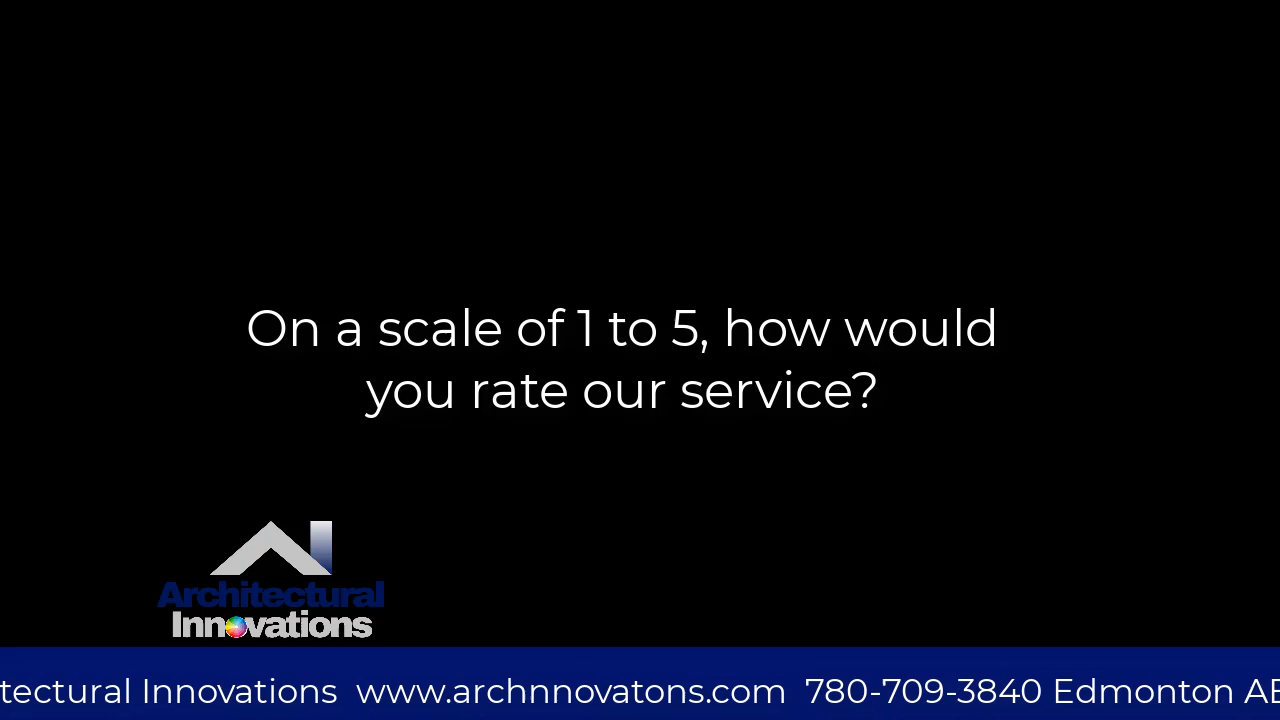 On a scale of 1 to 5, how would
you rate our service?
Architectural
Innovations
tectural Innovations www.archnnovatons.com 780-709-3840 Edmonton AB